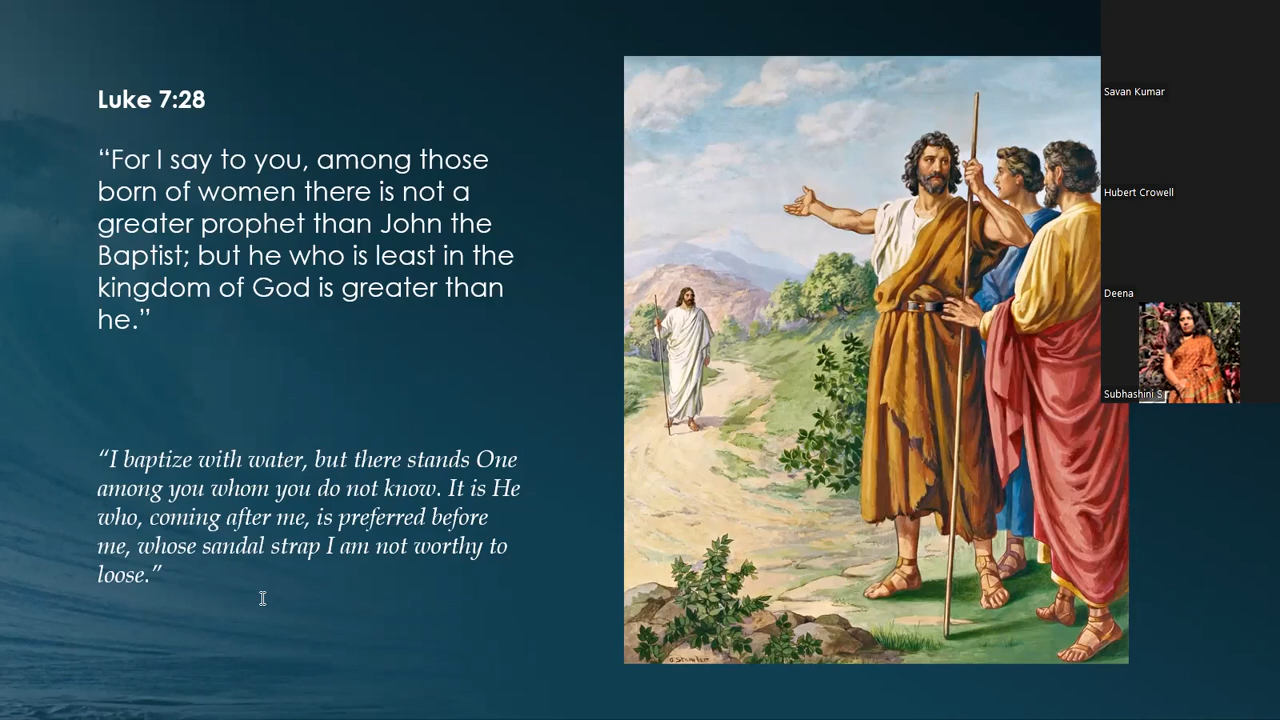 Luke 7:28
“For I say to you, among those
born of women there is not a
greater prophet than John the
Baptist; but he who is least in the
kingdom of God is greater than
he.”
“I baptize with water, but there stands One
among you whom you do not know. It is He
who, coming after me, is preferred before
me, whose sandal strap I am not worthy to
loose.”
Savan Kumar
Hubert Crowell
Deena
Subhashini S